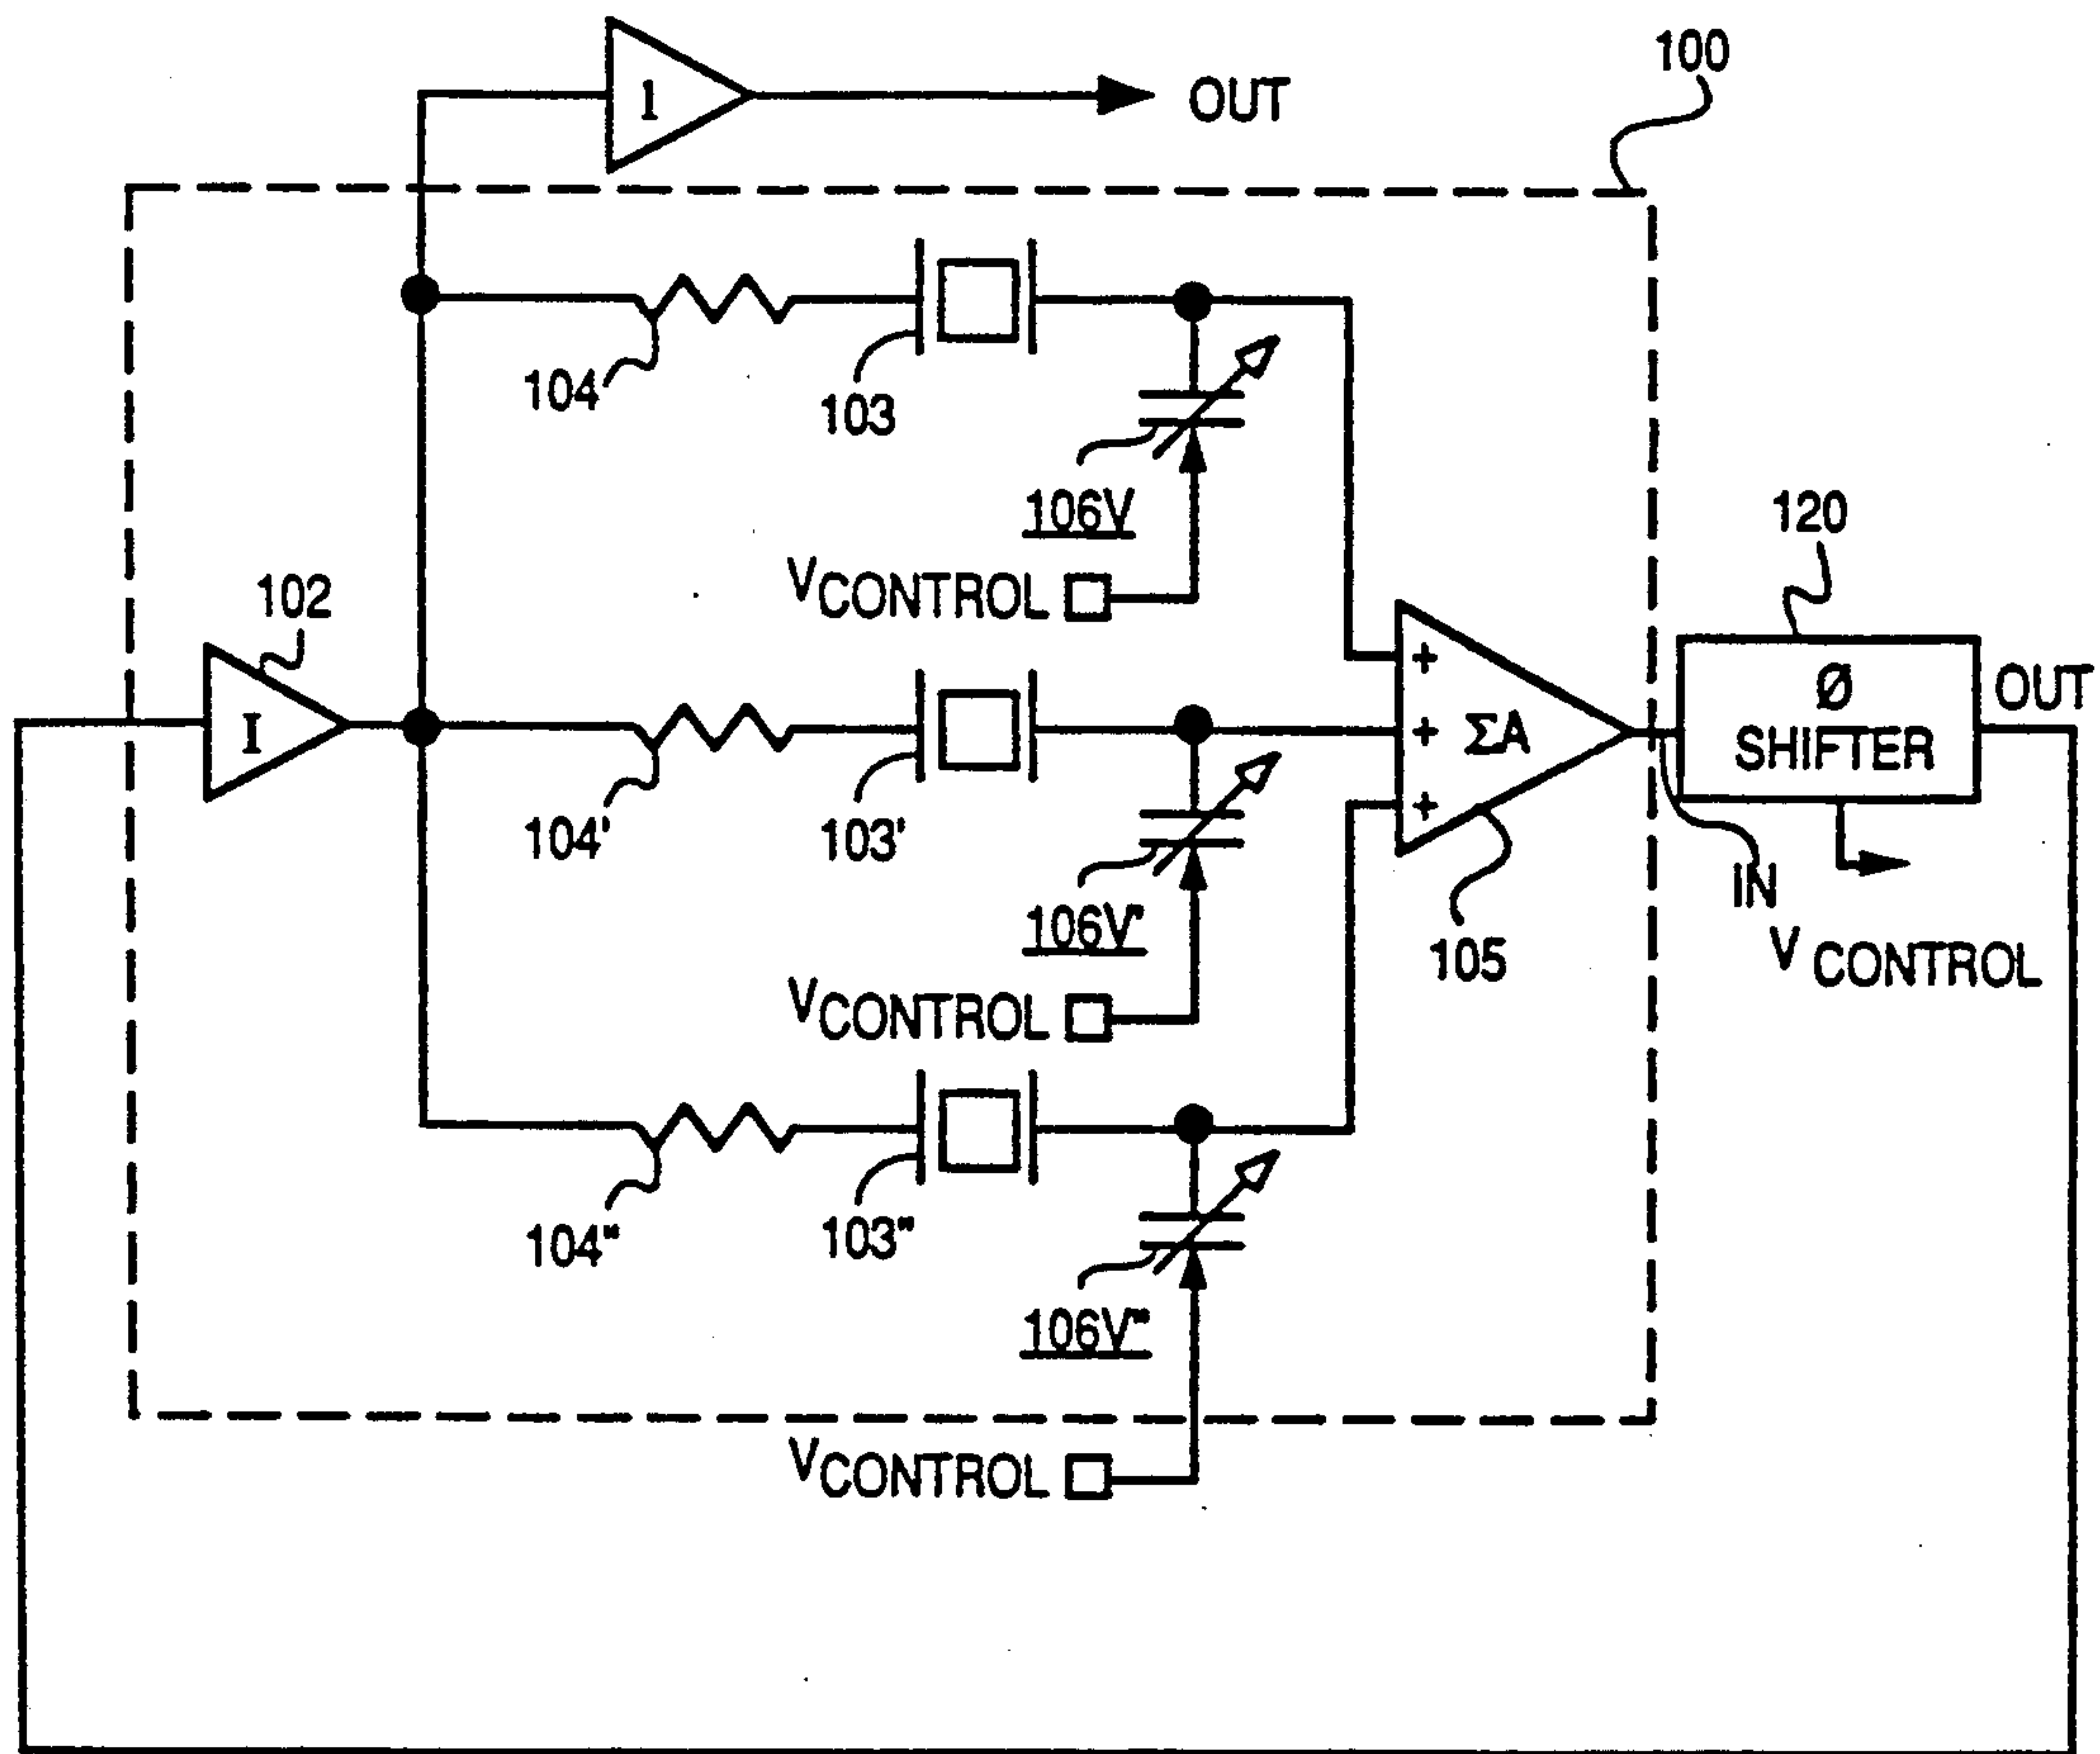 100
I
OUT
104
103
106V
120
VCONTROL
102
+
Ø
SHIFTER
OUT
I
+
ΣA
+
104'
103'
IN
106V'
105
V CONTROL
VCONTROL
104"
103"
106V"
VCONTROL